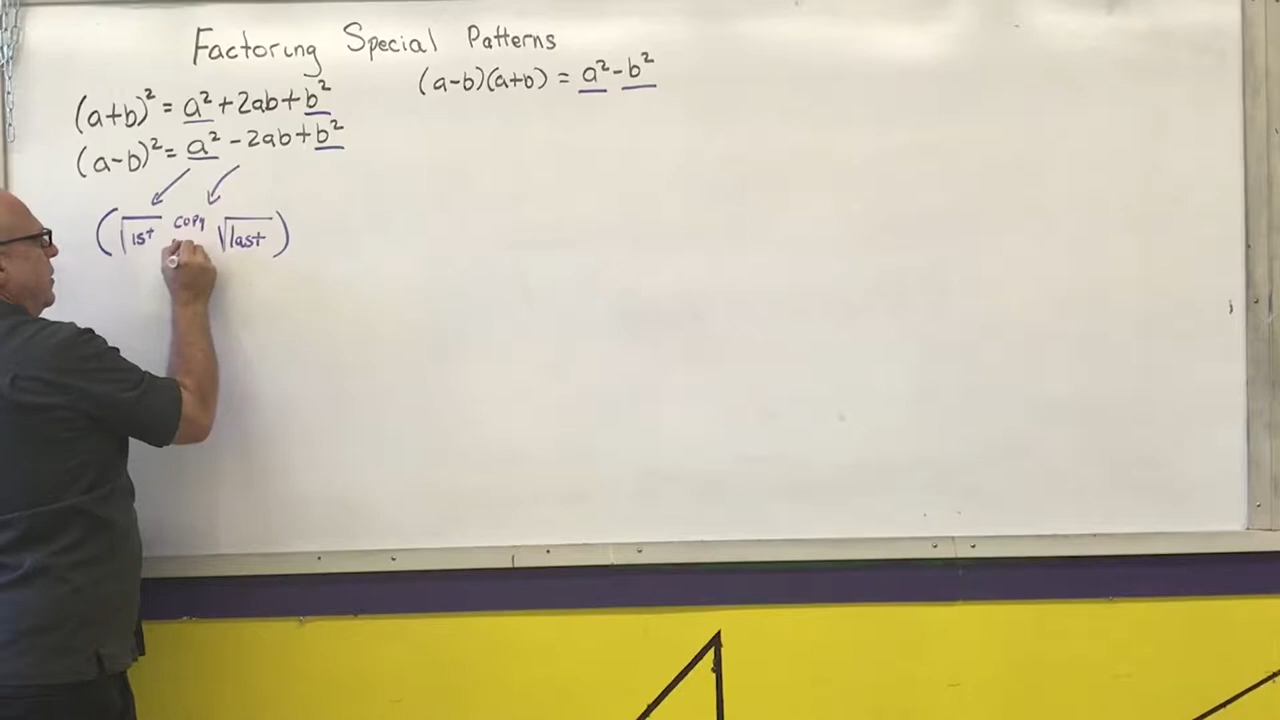 Factoring Special Patterns
(a+b)² = a² + 2ab + b²
(a-b)² = a² - 2ab + b²
(√1st copy √last)
(a-b)(a+b) = a² - b²